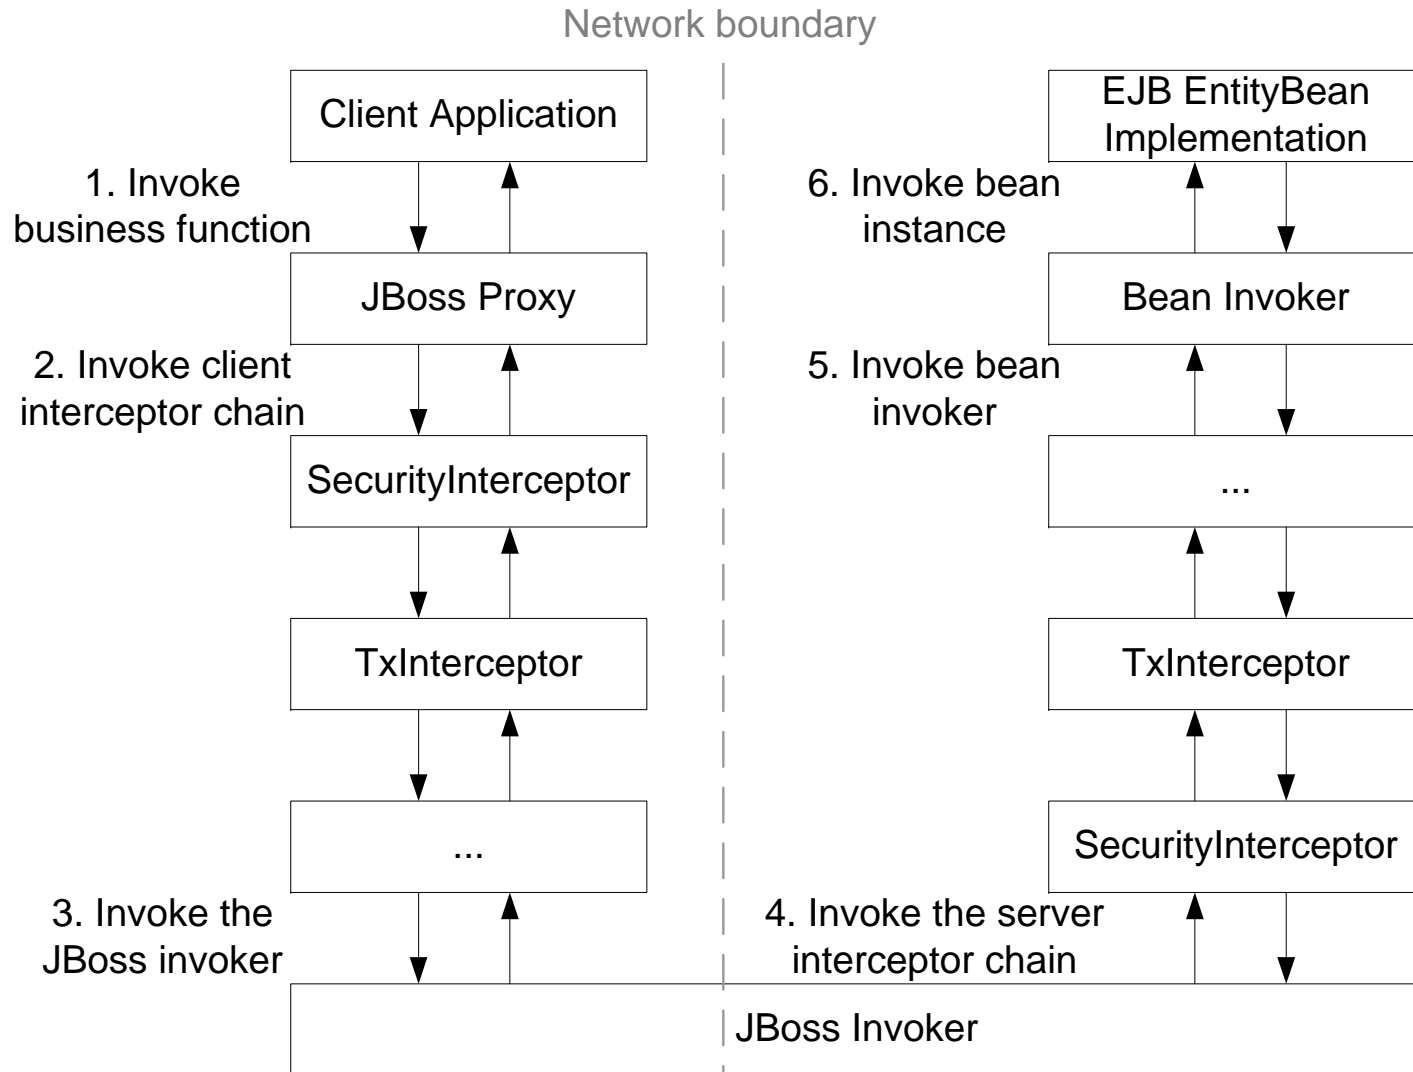 Network boundary
Client Application
1. Invoke
business function
JBoss Proxy
2. Invoke client
interceptor chain
SecurityInterceptor
TxInterceptor
...
3. Invoke the
JBoss invoker
JBoss Invoker
4. Invoke the server
interceptor chain
SecurityInterceptor
TxInterceptor
...
5. Invoke bean
invoker
Bean Invoker
6. Invoke bean
instance
EJB EntityBean
Implementation